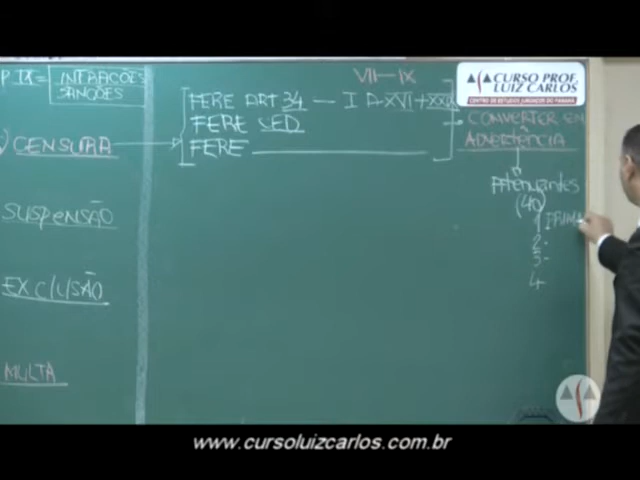 VII—IX
P IX = INFRAÇÕES
SANÇÕES
CENSURA
SUSPENSÃO
EXCLUSÃO
MULTA
FERE ART 34 — I A XVI +
FERE CED
FERE
CURSO PROF.
LUIZ CARLOS
CENTRO DE ESTUDOS JURÍDICOS DO PARANÁ
CONVERTER EM
ADVERTÊNCIA
Atenuantes
(40)
1 PRIMA
2-
3-
4-
www.cursoluizcarlos.com.br